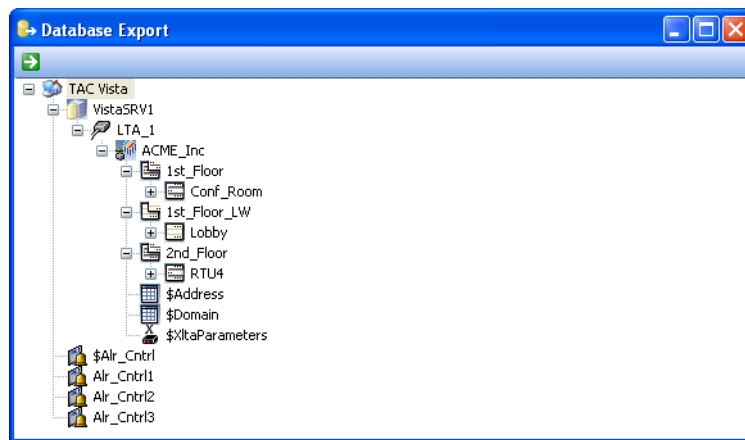 Database Export
TAC Vista
VistaSRV1
LTA_1
ACME_Inc
1st_Floor
Conf_Room
1st_Floor_LW
Lobby
2nd_Floor
RTU4
$Address
$Domain
$XltaParameters
$Alr_Cntrl
Alr_Cntrl1
Alr_Cntrl2
Alr_Cntrl3